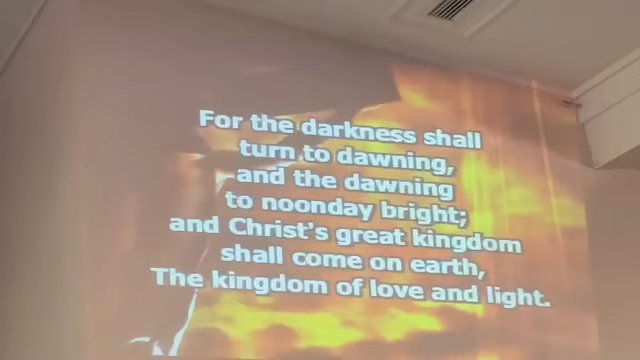 For the darkness shall
turn to dawning,
and the dawning
to noonday bright;
and Christ's great kingdom
shall come on earth,
The kingdom of love and light.